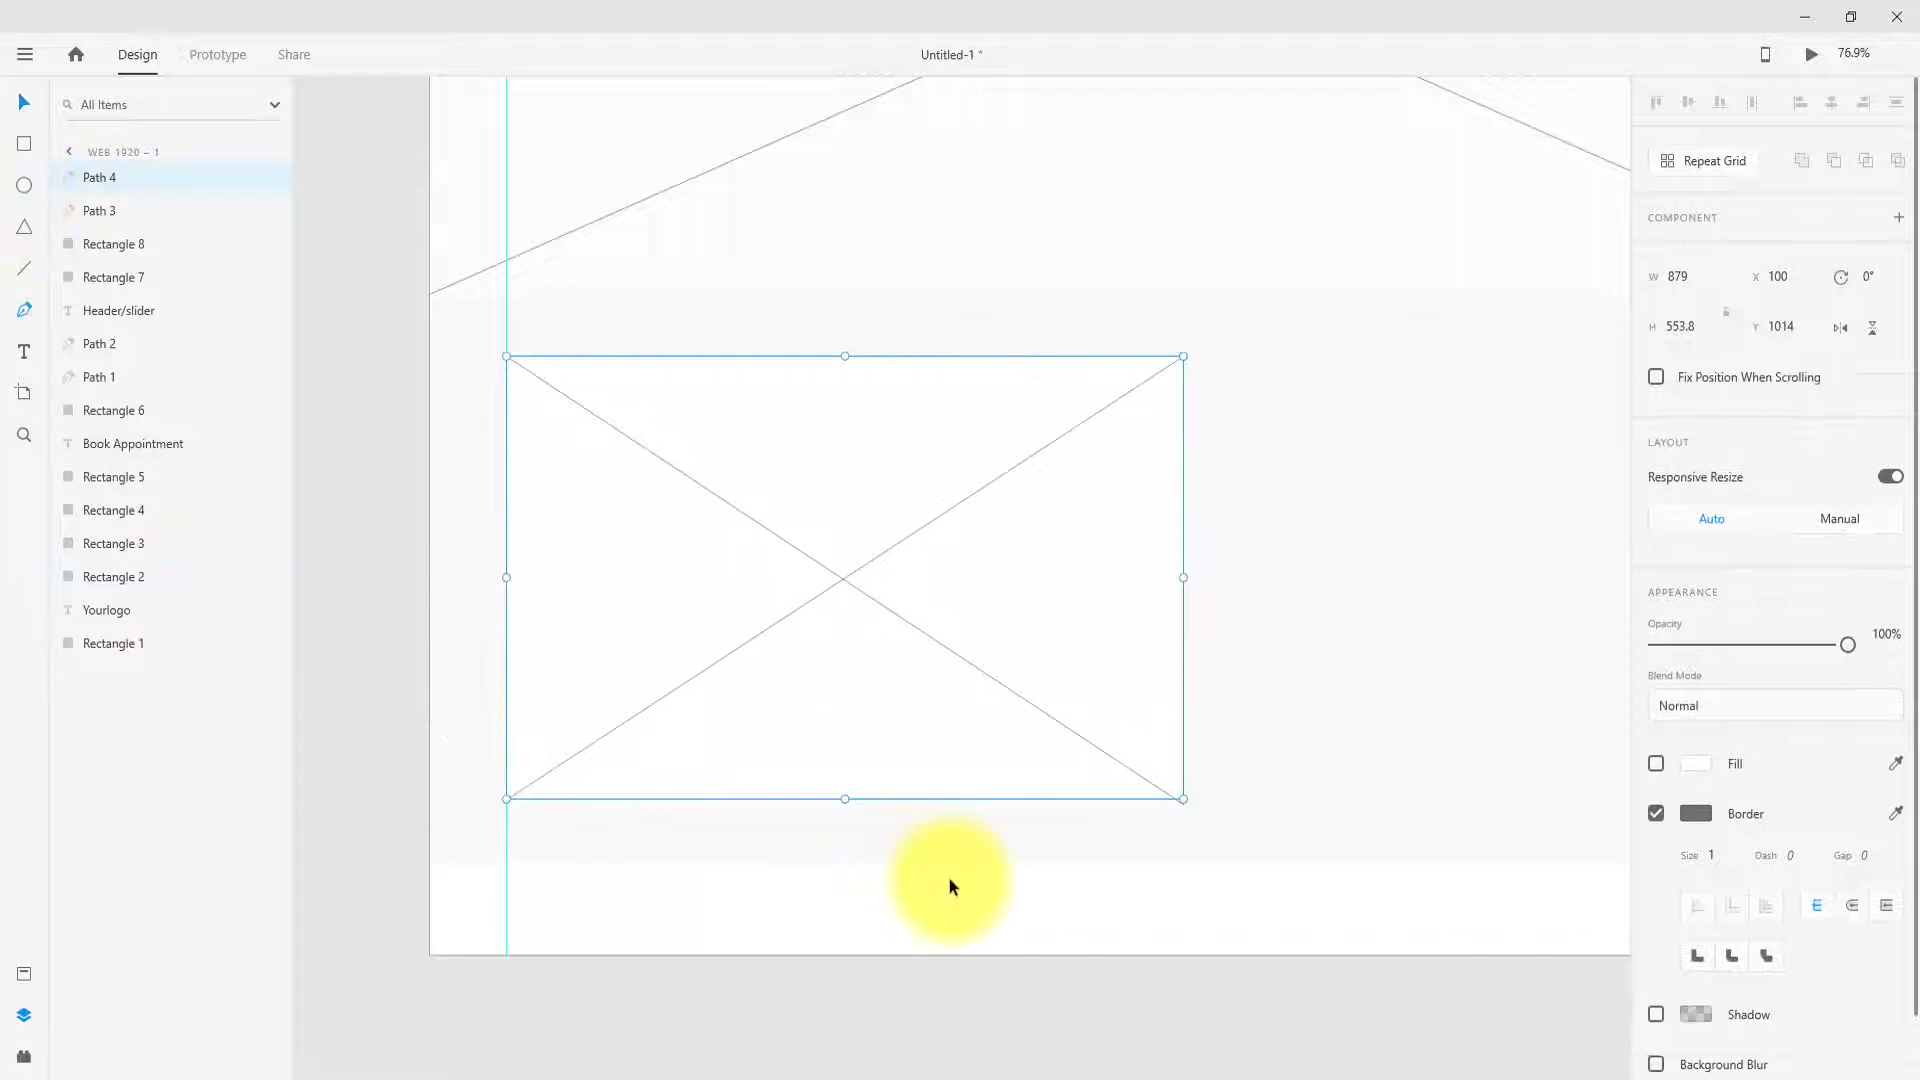 Design
Prototype
Share
Untitled-1 *
76.9%
All Items
WEB 1920 – 1
Path 4
Path 3
Rectangle 8
Rectangle 7
Header/slider
Path 2
Path 1
Rectangle 6
Book Appointment
Rectangle 5
Rectangle 4
Rectangle 3
Rectangle 2
Yourlogo
Rectangle 1
Repeat Grid
COMPONENT
W 879 X 100 0°
H 553.8 Y 1014
Fix Position When Scrolling
LAYOUT
Responsive Resize
Auto Manual
APPEARANCE
Opacity
100%
Blend Mode
Normal
Fill
Border
Size 1 Dash 0 Gap 0
Shadow
Background Blur